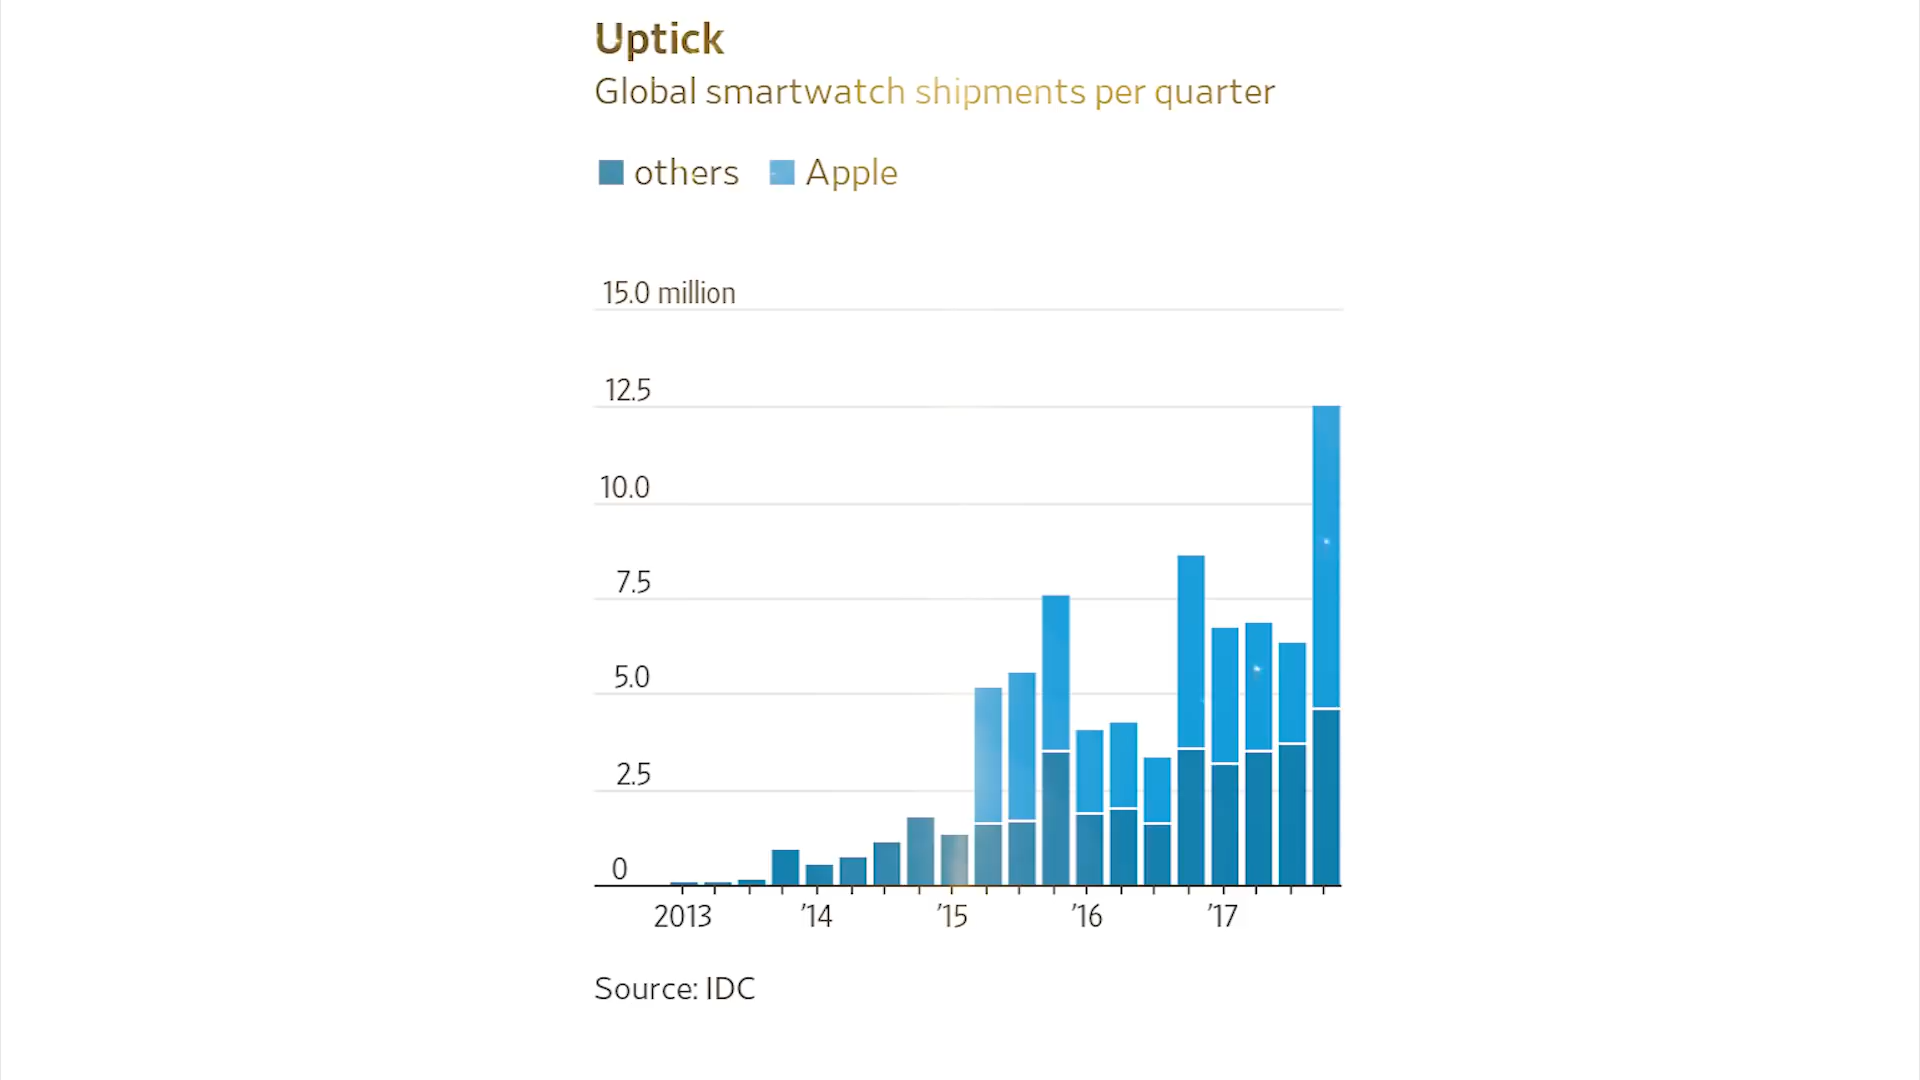 Uptick
Global smartwatch shipments per quarter
others Apple
15.0 million
12.5
10.0
7.5
5.0
2.5
0
2013 ’14 ’15 ’16 ’17
Source: IDC